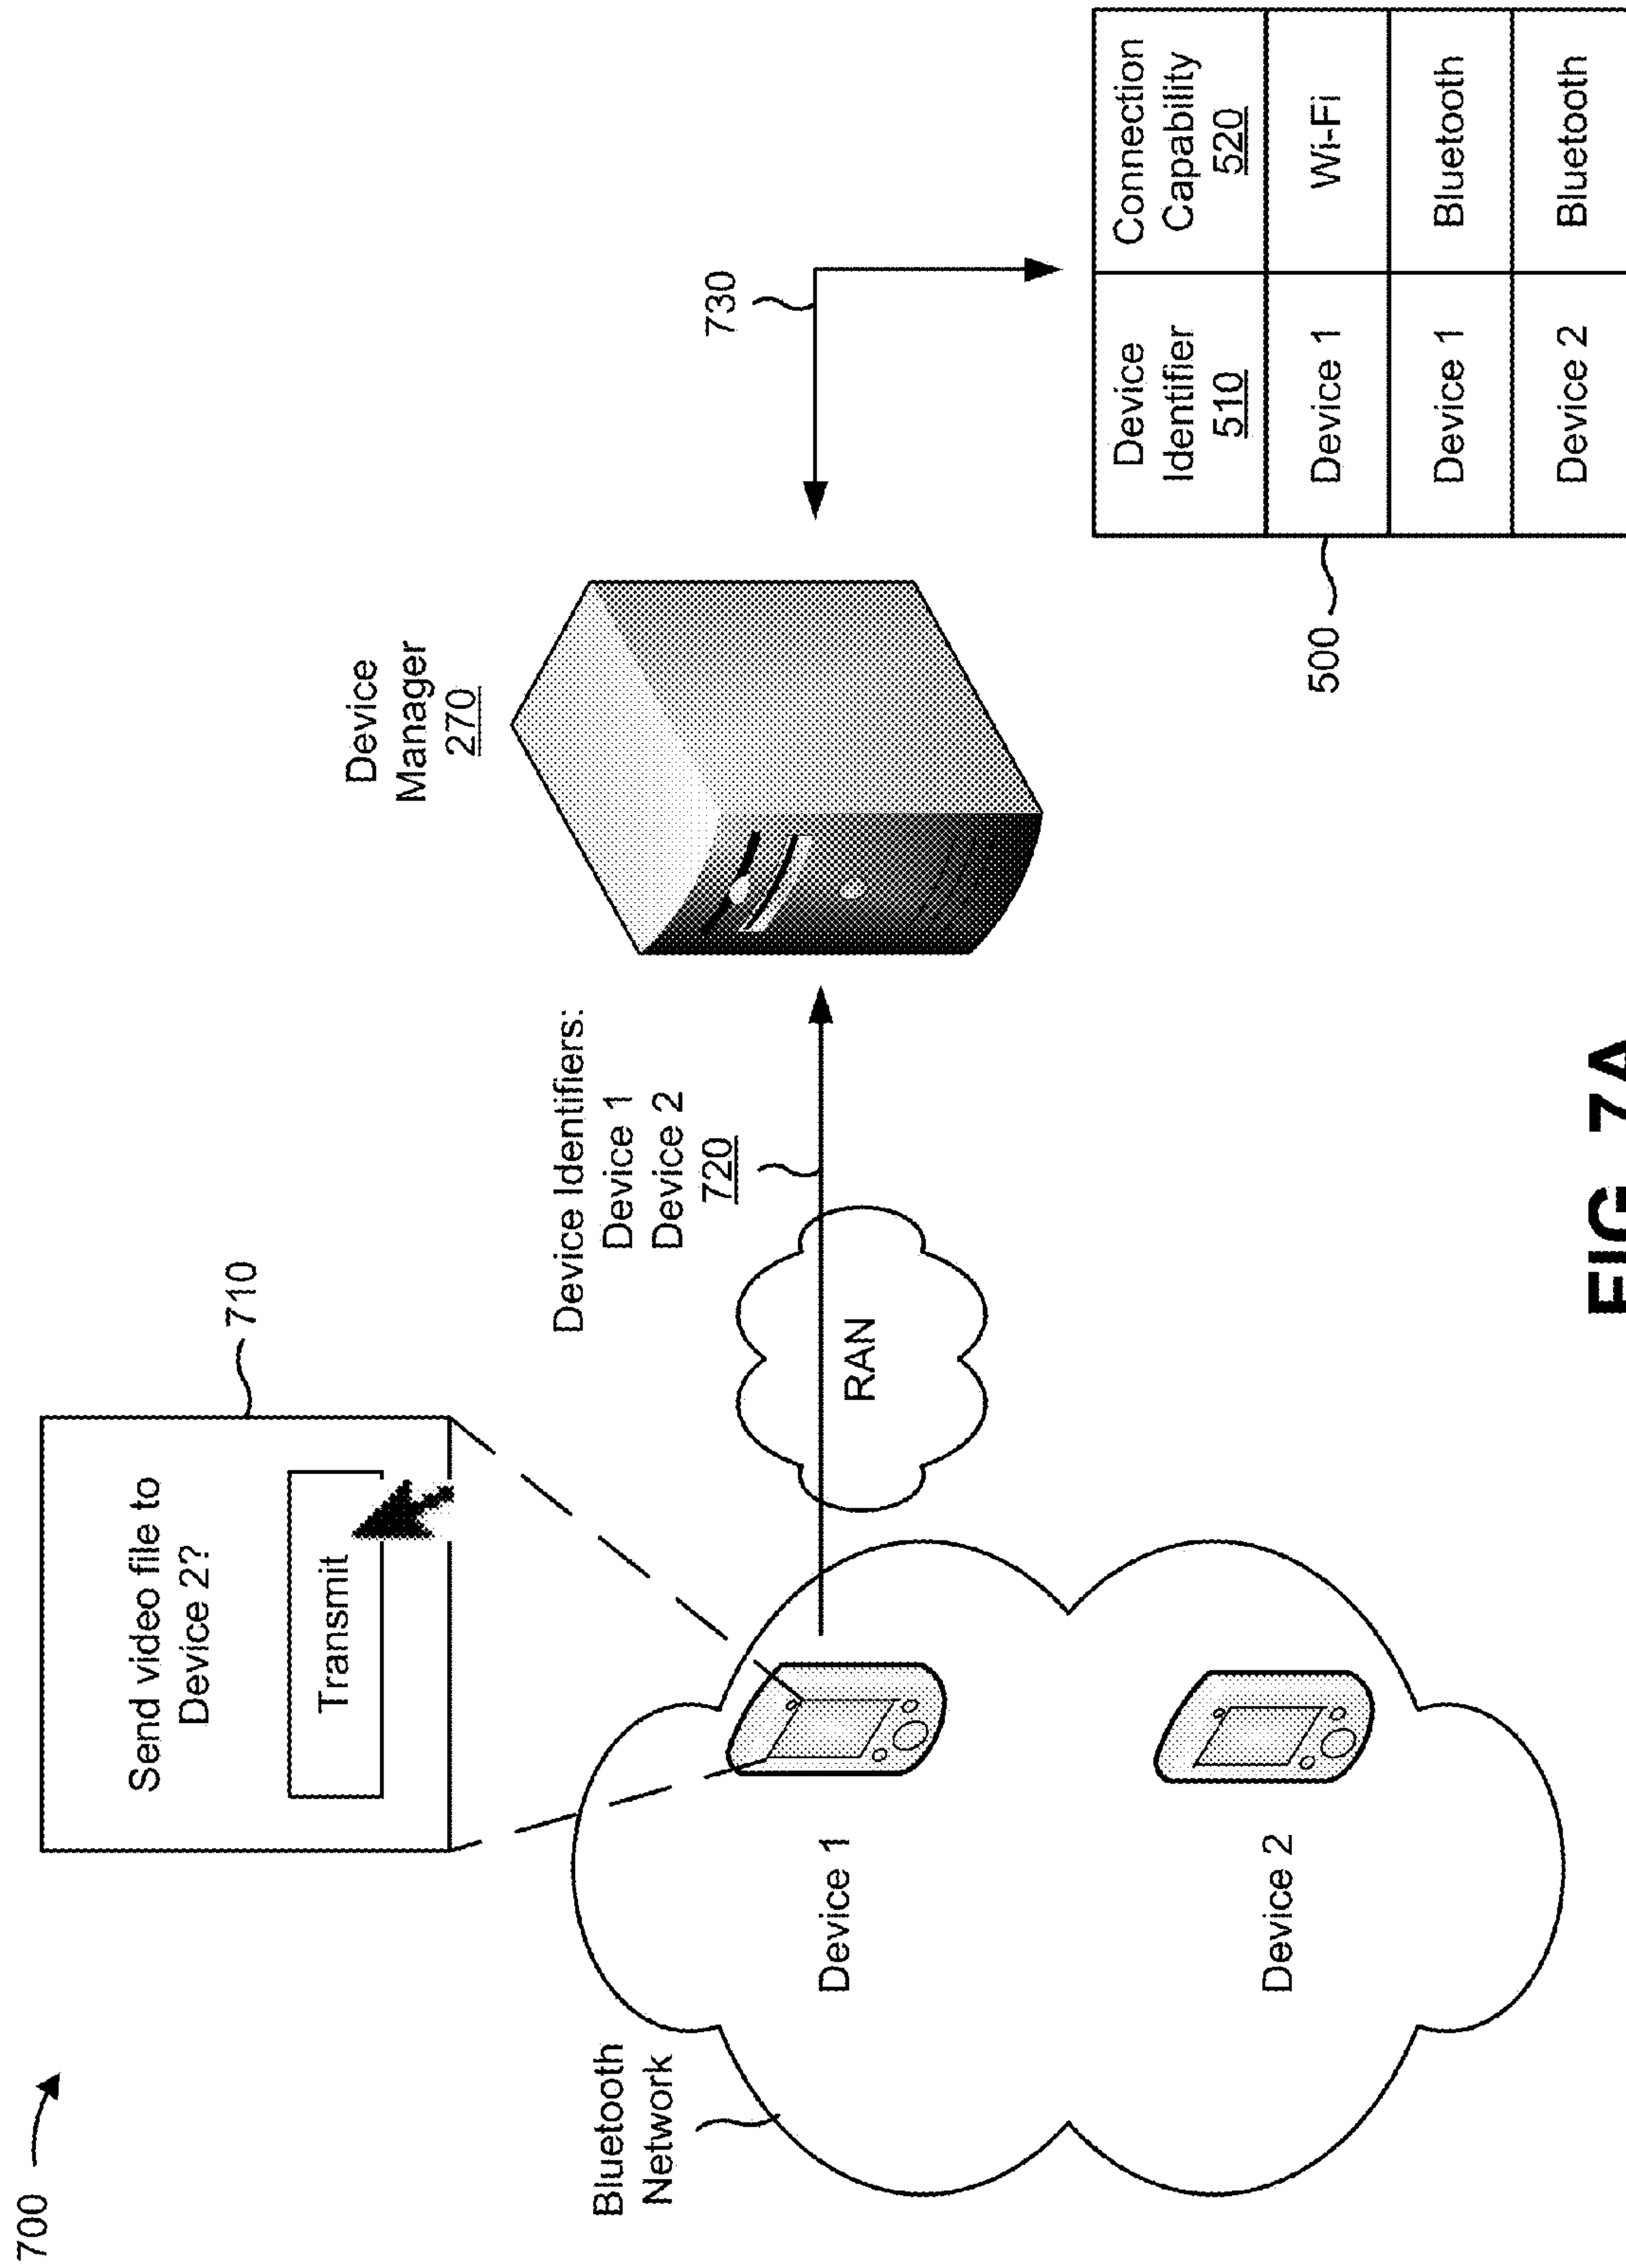 700
Send video file to
Device 2?
Transmit
710
Bluetooth
Network
Device 1
Device 2
RAN
Device Identifiers:
Device 1
Device 2
720
Device
Manager
270
730
500
Device
Identifier
510
Connection
Capability
520
Device 1
Wi-Fi
Device 1
Bluetooth
Device 2
Bluetooth
FIG. 7A